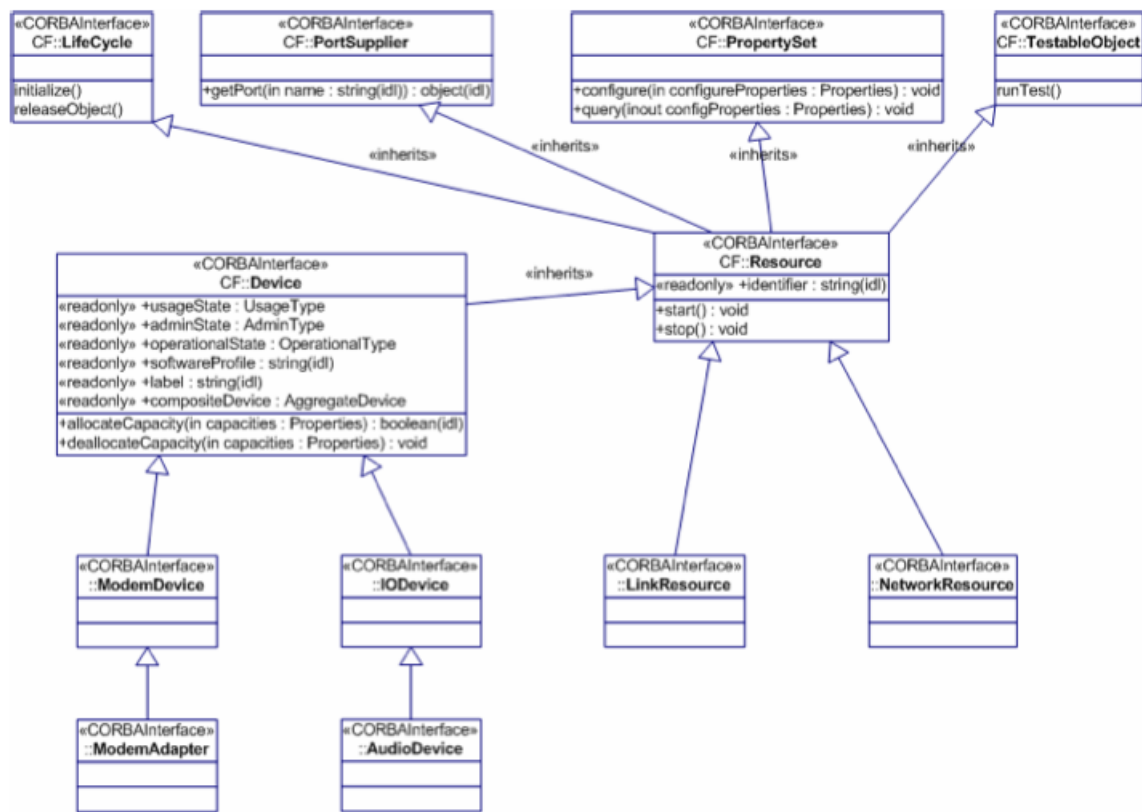 «CORBAInterface»
CF::LifeCycle
initialize()
releaseObject()
«CORBAInterface»
CF::PortSupplier
+getPort(in name : string(idl)) : object(idl)
«CORBAInterface»
CF::PropertySet
+configure(in configureProperties : Properties) : void
+query(inout configProperties : Properties) : void
«CORBAInterface»
CF::TestableObject
runTest()
«inherits»
«inherits»
«inherits»
«inherits»
«CORBAInterface»
CF::Device
«readonly» +usageState : UsageType
«readonly» +adminState : AdminType
«readonly» +operationalState : OperationalType
«readonly» +softwareProfile : string(idl)
«readonly» +label : string(idl)
«readonly» +compositeDevice : AggregateDevice
+allocateCapacity(in capacities : Properties) : boolean(idl)
+deallocateCapacity(in capacities : Properties) : void
«inherits»
«CORBAInterface»
CF::Resource
«readonly» +identifier : string(idl)
+start() : void
+stop() : void
«CORBAInterface»
::ModemDevice
«CORBAInterface»
::IODevice
«CORBAInterface»
::LinkResource
«CORBAInterface»
::NetworkResource
«CORBAInterface»
::ModemAdapter
«CORBAInterface»
::AudioDevice